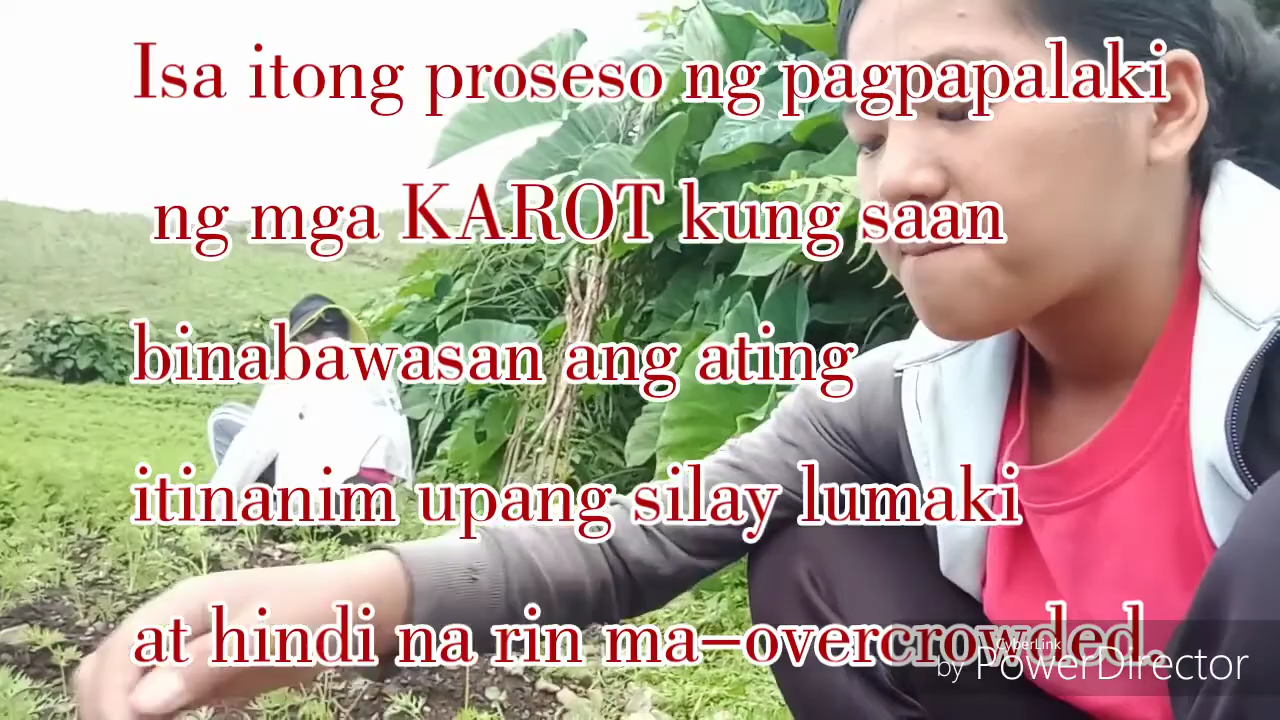 Isa itong proseso ng pagpapalaki
ng mga KAROT kung saan
binabawasan ang ating
itinanim upang silay lumaki
at hindi na rin ma-overcrowded.
CyberLink
by PowerDirector